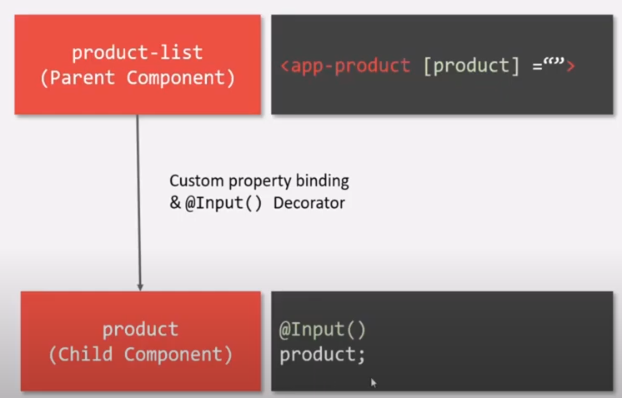 product-list
(Parent Component)
<app-product [product] =“”>
Custom property binding
& @Input() Decorator
product
(Child Component)
@Input()
product;